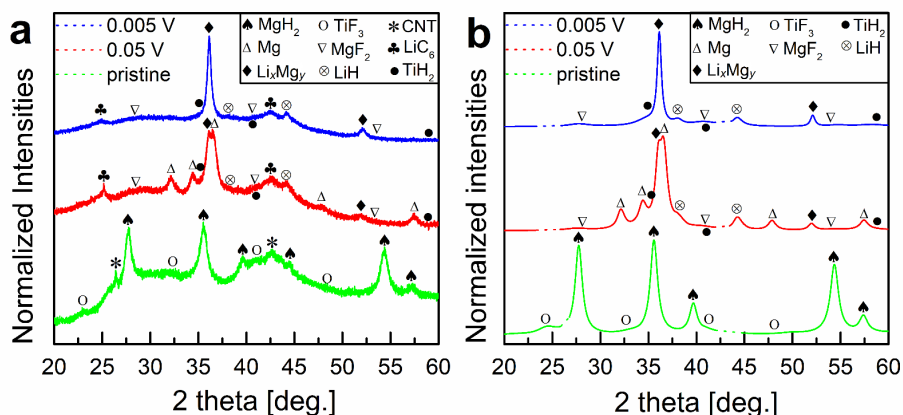 a
0.005 V
0.05 V
pristine
MgH2
TiF3
CNT
Mg
MgF2
LiC6
LixMgy
LiH
TiH2
Normalized Intensities
20 25 30 35 40 45 50 55 60
2 theta [deg.]
b
0.005 V
0.05 V
pristine
MgH2
TiF3
TiH2
Mg
MgF2
LiH
LixMgy
Normalized Intensities
20 25 30 35 40 45 50 55 60
2 theta [deg.]